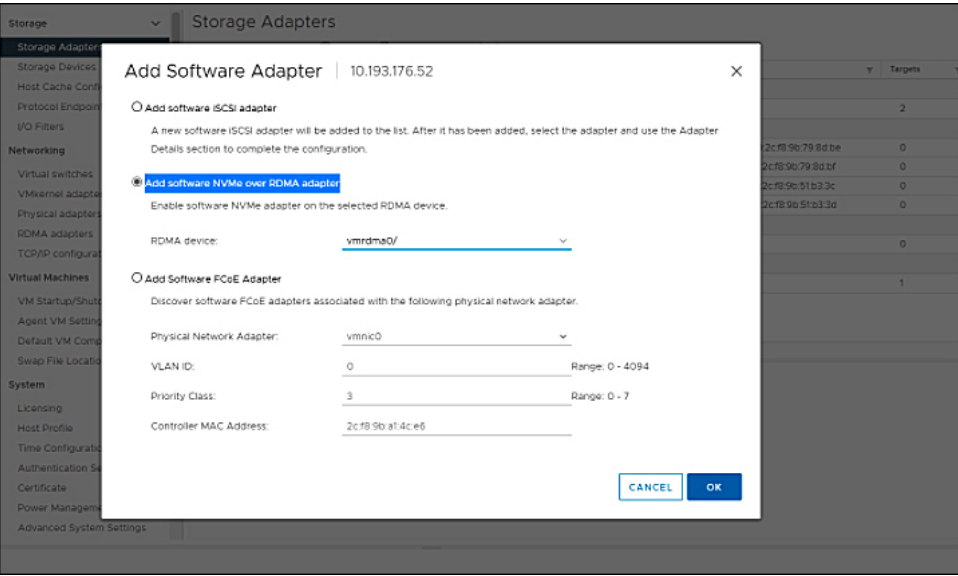 Storage
Storage Adapters
Storage Adapters
Storage Devices
Host Cache Confi
Protocol Endpoin
I/O Filters
Networking
Virtual switches
VMkernel adapte
Physical adapters
RDMA adapters
TCP/IP configurat
Virtual Machines
VM Startup/Shutd
Agent VM Setting
Default VM Comp
Swap File Locatio
System
Licensing
Host Profile
Time Configuratio
Authentication Se
Certificate
Power Manageme
Advanced System Settings
Add Software Adapter 10.193.176.52
Add software iSCSI adapter
A new software iSCSI adapter will be added to the list. After it has been added, select the adapter and use the Adapter
Details section to complete the configuration.
Add software NVMe over RDMA adapter
Enable software NVMe adapter on the selected RDMA device.
RDMA device: vmrdma0/
Add Software FCoE Adapter
Discover software FCoE adapters associated with the following physical network adapter.
Physical Network Adapter: vmnic0
VLAN ID: 0 Range: 0 - 4094
Priority Class: 3 Range: 0 - 7
Controller MAC Address: 2c:f8:9b:a1:4c:e6
CANCEL OK
Targets
2
2c:f8:9b:79:8d:be 0
2c:f8:9b:79:8d:bf 0
2c:f8:9b:51:b3:3c 0
2c:f8:9b:51:b3:3d 0
0
1